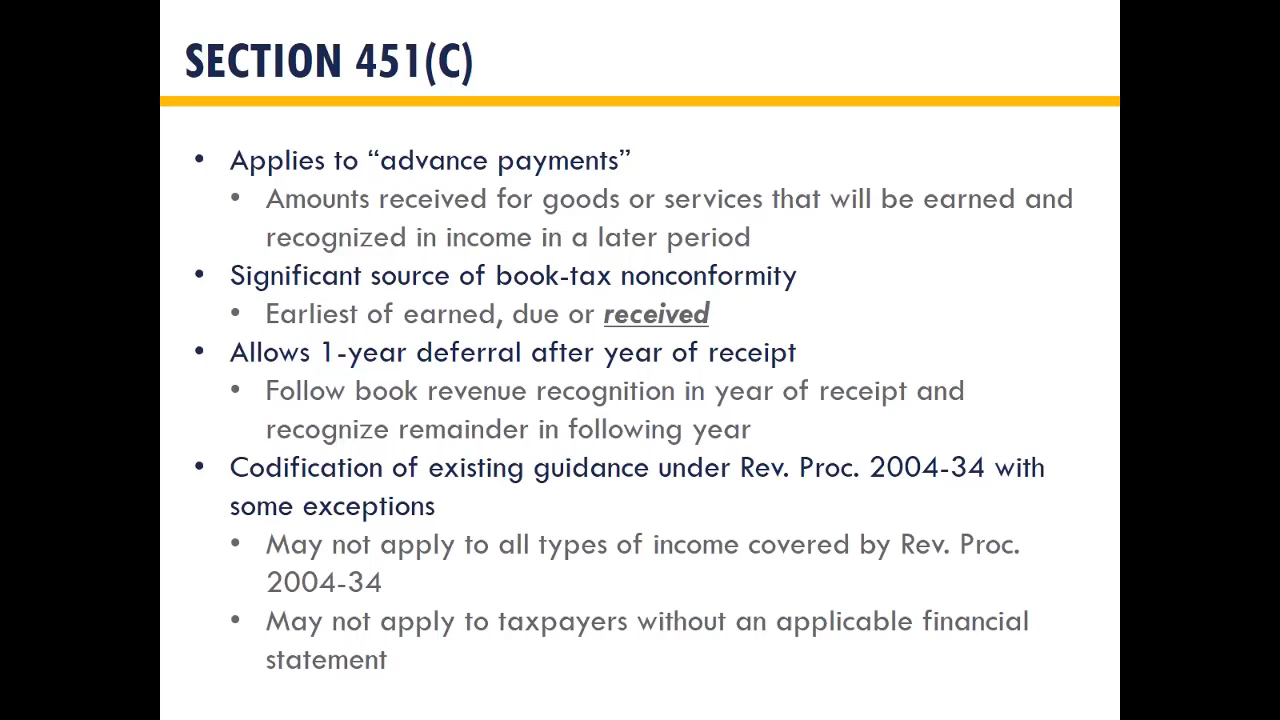 SECTION 451(C)
• Applies to “advance payments”
• Amounts received for goods or services that will be earned and
recognized in income in a later period
• Significant source of book-tax nonconformity
• Earliest of earned, due or received
• Allows 1-year deferral after year of receipt
• Follow book revenue recognition in year of receipt and
recognize remainder in following year
• Codification of existing guidance under Rev. Proc. 2004-34 with
some exceptions
• May not apply to all types of income covered by Rev. Proc.
2004-34
• May not apply to taxpayers without an applicable financial
statement